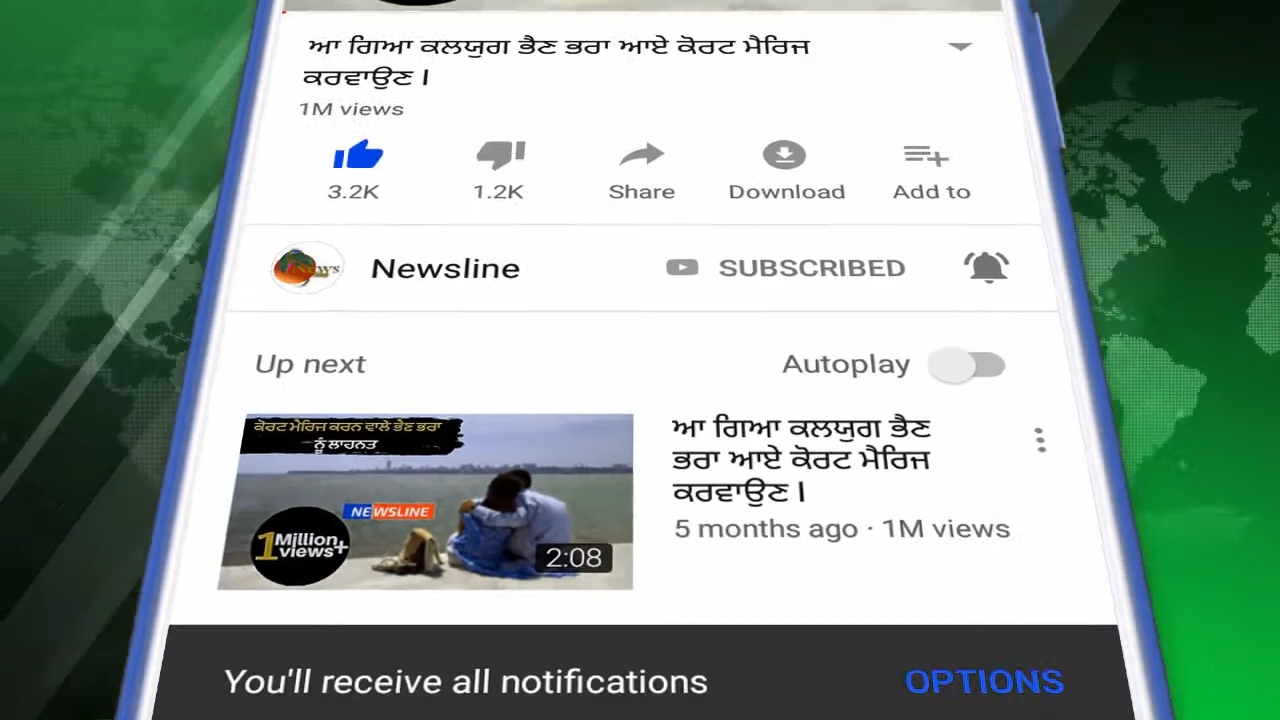 ਆ ਗਿਆ ਕਲਯੁਗ ਭੈਣ ਭਰਾ ਆਏ ਕੋਰਟ ਮੈਰਿਜ
ਕਰਵਾਉਣ ।
1M views
3.2K
1.2K
Share
Download
Add to
News
Newsline
SUBSCRIBED
Up next
Autoplay
ਕੋਰਟ ਮੈਰਿਜ ਕਰਨ ਵਾਲੇ ਭੈਣ ਭਰਾ
ਨੂੰ ਲਾਹਨਤ
NEWSLINE
1Million+
views
2:08
ਆ ਗਿਆ ਕਲਯੁਗ ਭੈਣ
ਭਰਾ ਆਏ ਕੋਰਟ ਮੈਰਿਜ
ਕਰਵਾਉਣ ।
5 months ago · 1M views
You'll receive all notifications
OPTIONS